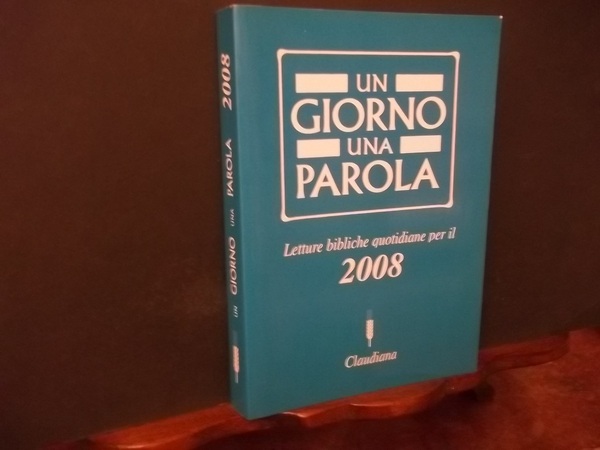 UN
GIORNO
UNA
PAROLA
Letture bibliche quotidiane per il
2008
Claudiana
UN GIORNO UNA PAROLA 2008